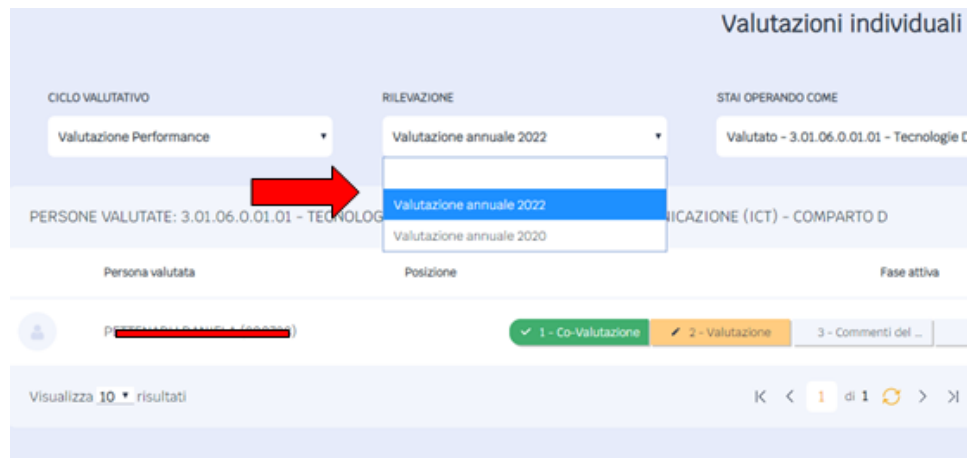 Valutazioni individuali
CICLO VALUTATIVO RILEVAZIONE STAI OPERANDO COME
Valutazione Performance Valutazione annuale 2022 Valutato - 3.01.06.0.01.01 - Tecnologie D
Valutazione annuale 2022
PERSONE VALUTATE: 3.01.06.0.01.01 - TECNOLOG ICAZIONE (ICT) - COMPARTO D
Valutazione annuale 2020
Persona valutata Posizione Fase attiva
1 - Co-Valutazione 2 - Valutazione 3 - Commenti del ...
Visualizza 10 risultati 1 di 1